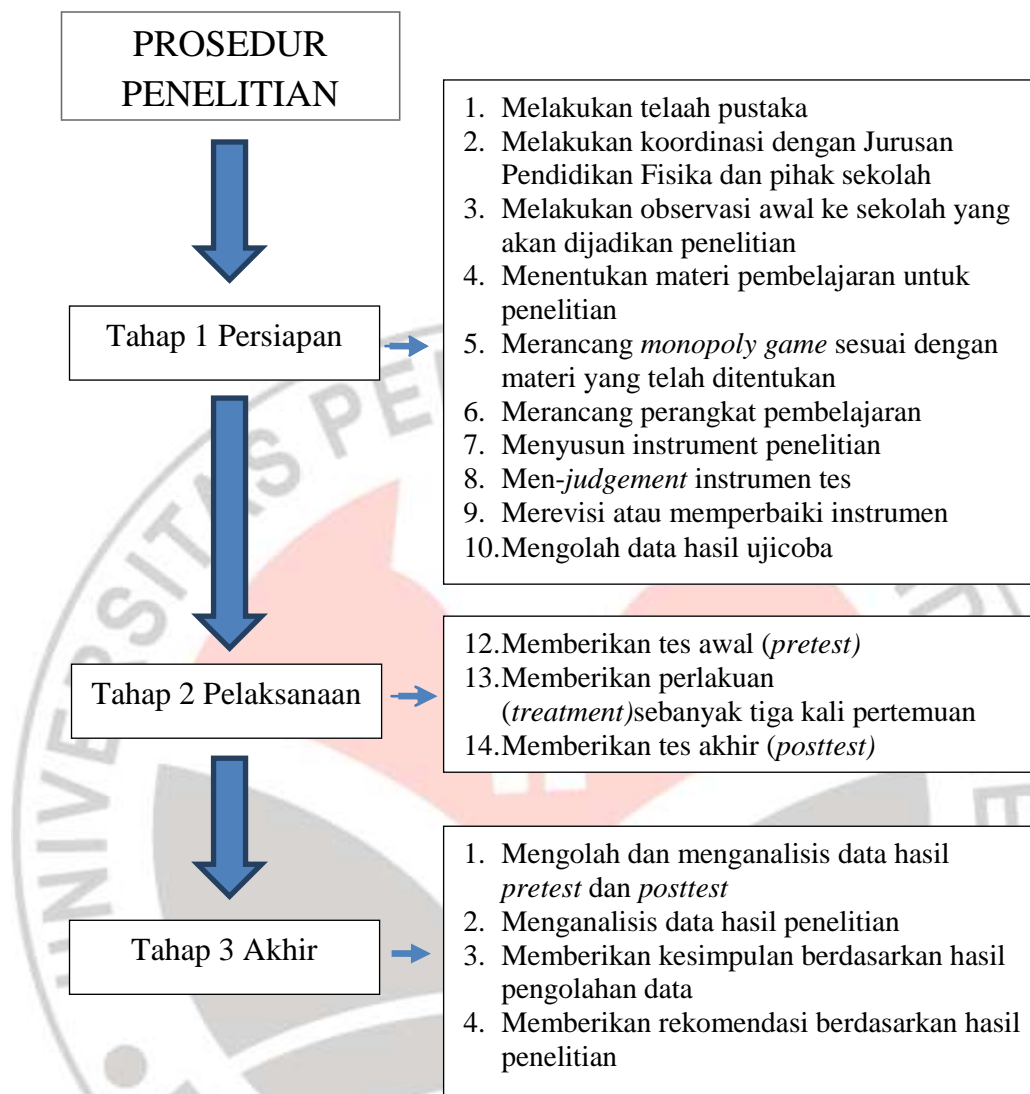 PROSEDUR
PENELITIAN
Tahap 1 Persiapan
1. Melakukan telaah pustaka
2. Melakukan koordinasi dengan Jurusan
Pendidikan Fisika dan pihak sekolah
3. Melakukan observasi awal ke sekolah yang
akan dijadikan penelitian
4. Menentukan materi pembelajaran untuk
penelitian
5. Merancang monopoly game sesuai dengan
materi yang telah ditentukan
6. Merancang perangkat pembelajaran
7. Menyusun instrument penelitian
8. Men-judgement instrumen tes
9. Merevisi atau memperbaiki instrumen
10.Mengolah data hasil ujicoba
Tahap 2 Pelaksanaan
12.Memberikan tes awal (pretest)
13.Memberikan perlakuan
(treatment)sebanyak tiga kali pertemuan
14.Memberikan tes akhir (posttest)
Tahap 3 Akhir
1. Mengolah dan menganalisis data hasil
pretest dan posttest
2. Menganalisis data hasil penelitian
3. Memberikan kesimpulan berdasarkan hasil
pengolahan data
4. Memberikan rekomendasi berdasarkan hasil
penelitian
UNIVERSITAS